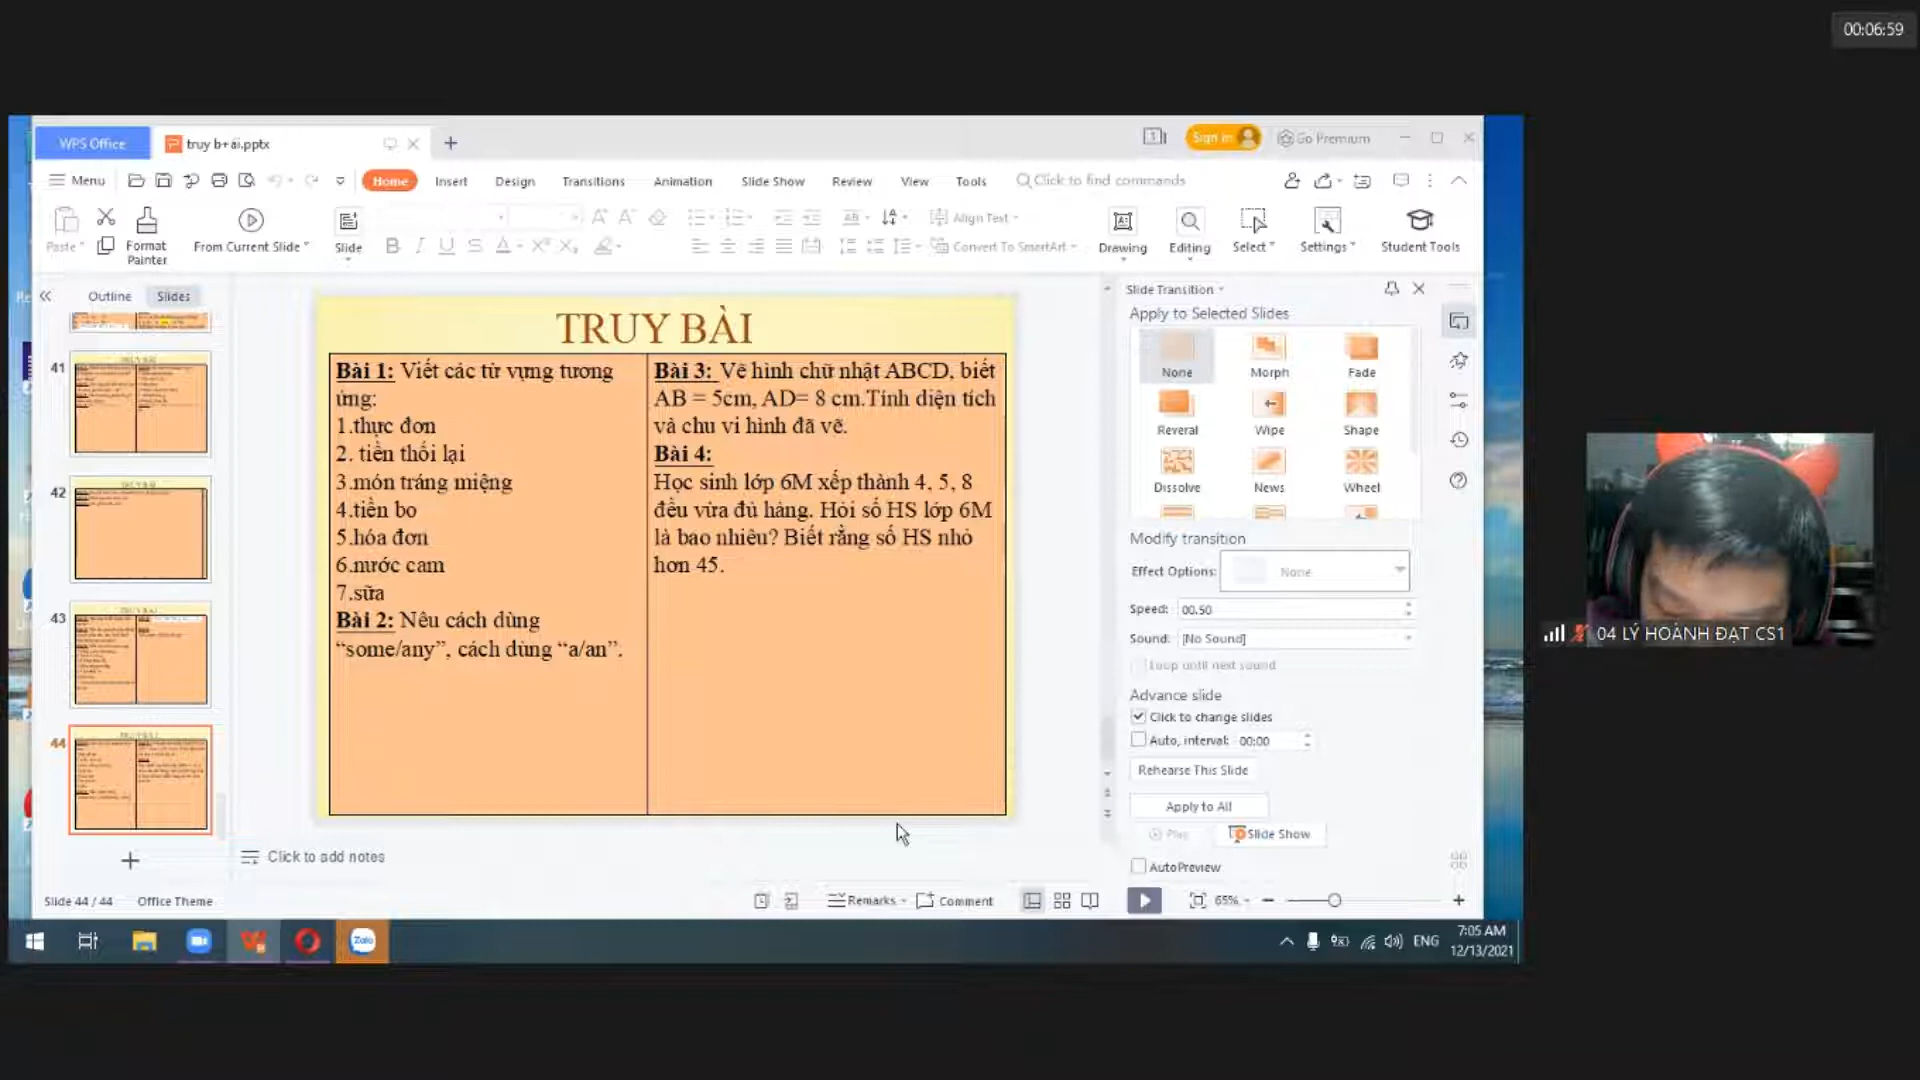 00:06:59
WPS Office
truy b+ái.pptx
Sign in
Go Premium
Menu
Home
Insert
Design
Transitions
Animation
Slide Show
Review
View
Tools
Click to find commands
Paste
Format
Painter
From Current Slide
Slide
Align Text
Convert To SmartArt
Drawing
Editing
Select
Settings
Student Tools
Outline
Slides
41
42
43
44
TRUY BÀI
Bài 1: Viết các từ vựng tương
ứng:
1.thực đơn
2. tiền thối lại
3.món tráng miệng
4.tiền bo
5.hóa đơn
6.nước cam
7.sữa
Bài 2: Nêu cách dùng
“some/any”, cách dùng “a/an”.
Bài 3: Vẽ hình chữ nhật ABCD, biết
AB = 5cm, AD= 8 cm.Tính diện tích
và chu vi hình đã vẽ.
Bài 4:
Học sinh lớp 6M xếp thành 4, 5, 8
đều vừa đủ hàng. Hỏi số HS lớp 6M
là bao nhiêu? Biết rằng số HS nhỏ
hơn 45.
Slide Transition
Apply to Selected Slides
None
Morph
Fade
Reveral
Wipe
Shape
Dissolve
News
Wheel
Modify transition
Effect Options:
None
Speed:
00.50
Sound:
[No Sound]
Loop until next sound
Advance slide
Click to change slides
Auto, interval:
00:00
Rehearse This Slide
Apply to All
Play
Slide Show
AutoPreview
Click to add notes
Slide 44 / 44
Office Theme
Remarks
Comment
65%
Zalo
ENG
7:05 AM
12/13/2021
04 LÝ HOÀNH ĐẠT CS1